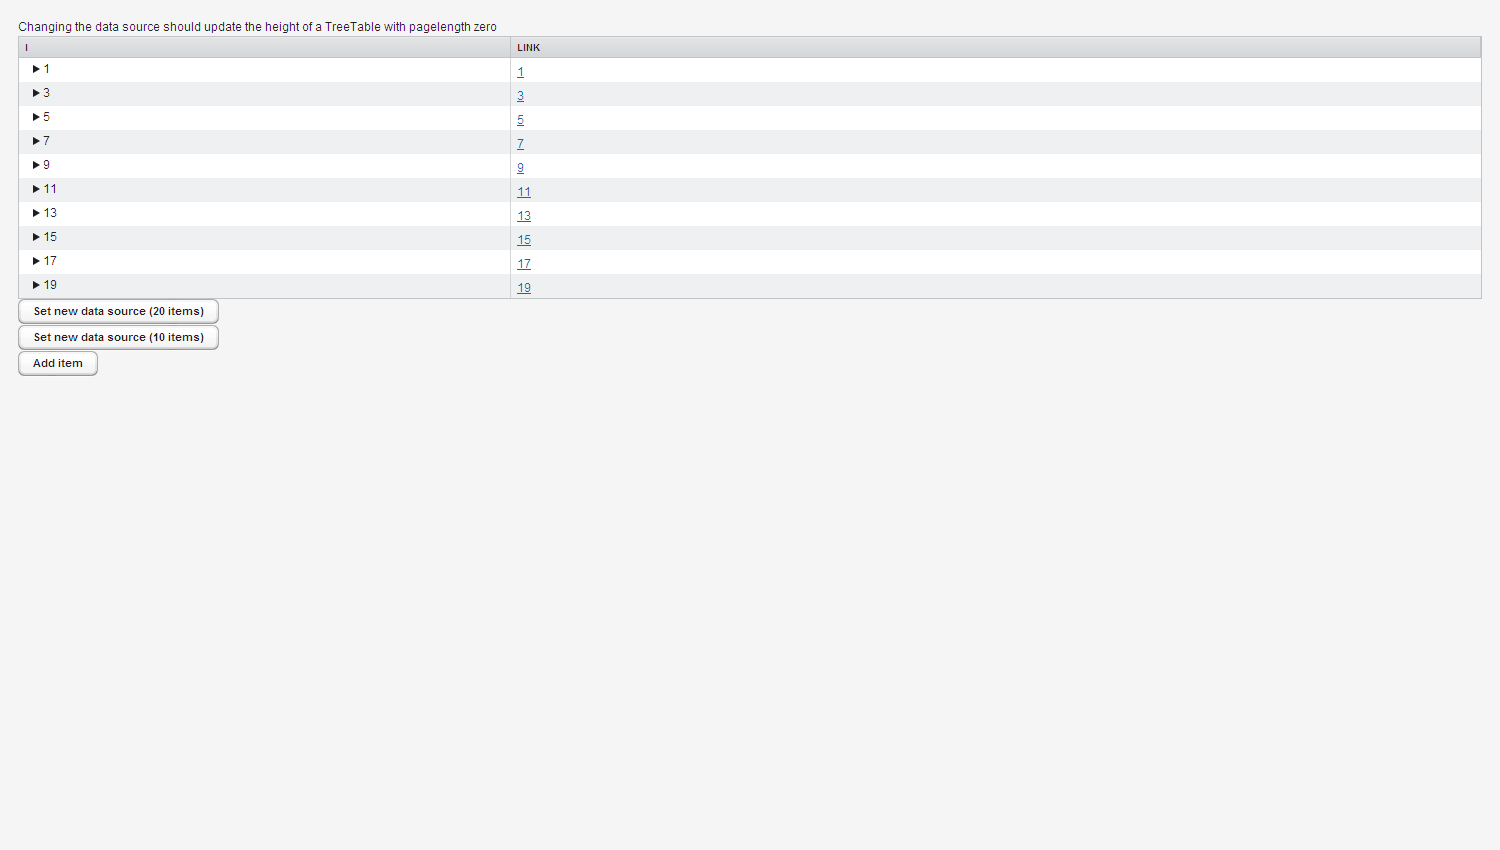 Changing the data source should update the height of a TreeTable with pagelength zero
I LINK
1 1
3 3
5 5
7 7
9 9
11 11
13 13
15 15
17 17
19 19
Set new data source (20 items)
Set new data source (10 items)
Add item